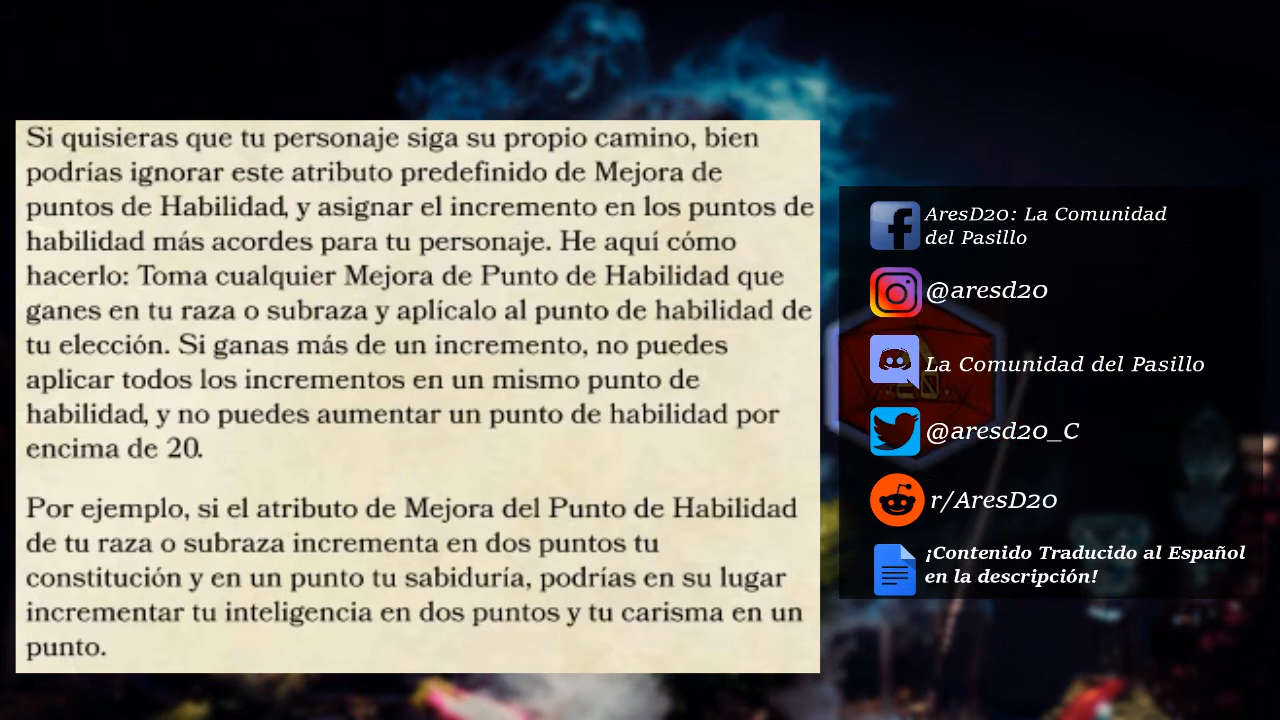 Si quisieras que tu personaje siga su propio camino, bien
podrías ignorar este atributo predefinido de Mejora de
puntos de Habilidad, y asignar el incremento en los puntos de
habilidad más acordes para tu personaje. He aquí cómo
hacerlo: Toma cualquier Mejora de Punto de Habilidad que
ganes en tu raza o subraza y aplícalo al punto de habilidad de
tu elección. Si ganas más de un incremento, no puedes
aplicar todos los incrementos en un mismo punto de
habilidad, y no puedes aumentar un punto de habilidad por
encima de 20.
Por ejemplo, si el atributo de Mejora del Punto de Habilidad
de tu raza o subraza incrementa en dos puntos tu
constitución y en un punto tu sabiduría, podrías en su lugar
incrementar tu inteligencia en dos puntos y tu carisma en un
punto.
AresD20: La Comunidad
del Pasillo
@aresd20
La Comunidad del Pasillo
@aresd20_C
r/AresD20
¡Contenido Traducido al Español
en la descripción!